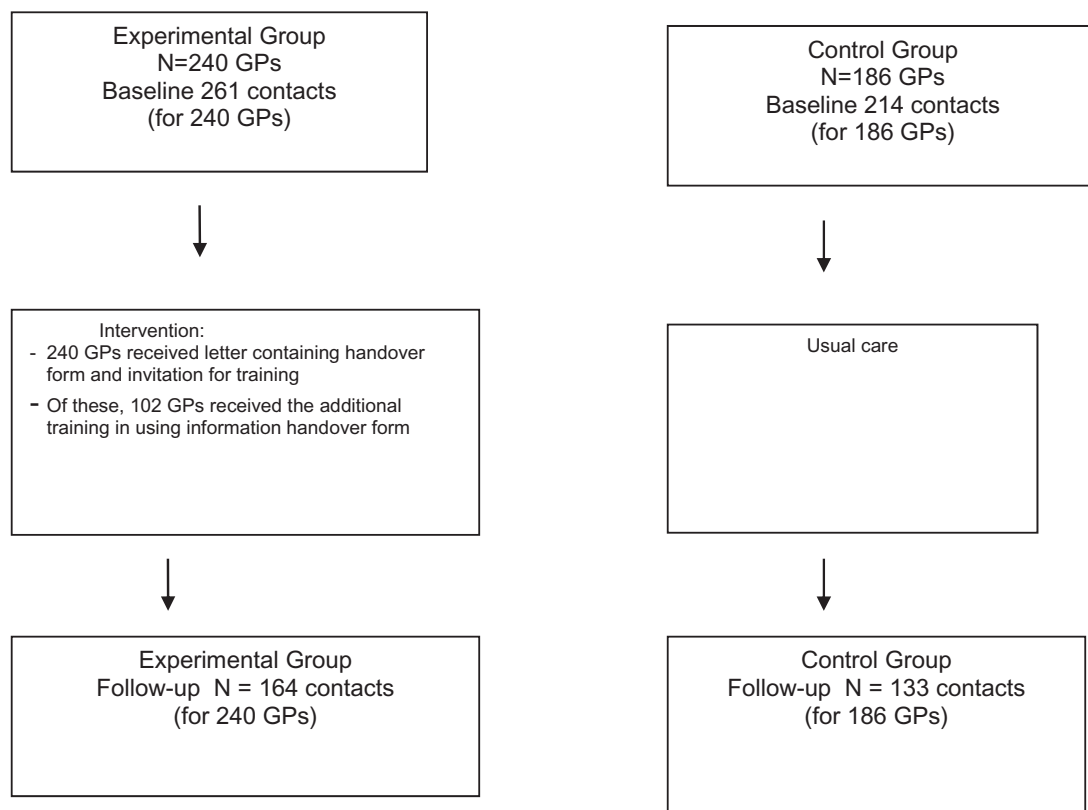 Experimental Group
N=240 GPs
Baseline 261 contacts
(for 240 GPs)
Control Group
N=186 GPs
Baseline 214 contacts
(for 186 GPs)
Intervention:
- 240 GPs received letter containing handover
form and invitation for training
- Of these, 102 GPs received the additional
training in using information handover form
Usual care
Experimental Group
Follow-up N = 164 contacts
(for 240 GPs)
Control Group
Follow-up N = 133 contacts
(for 186 GPs)